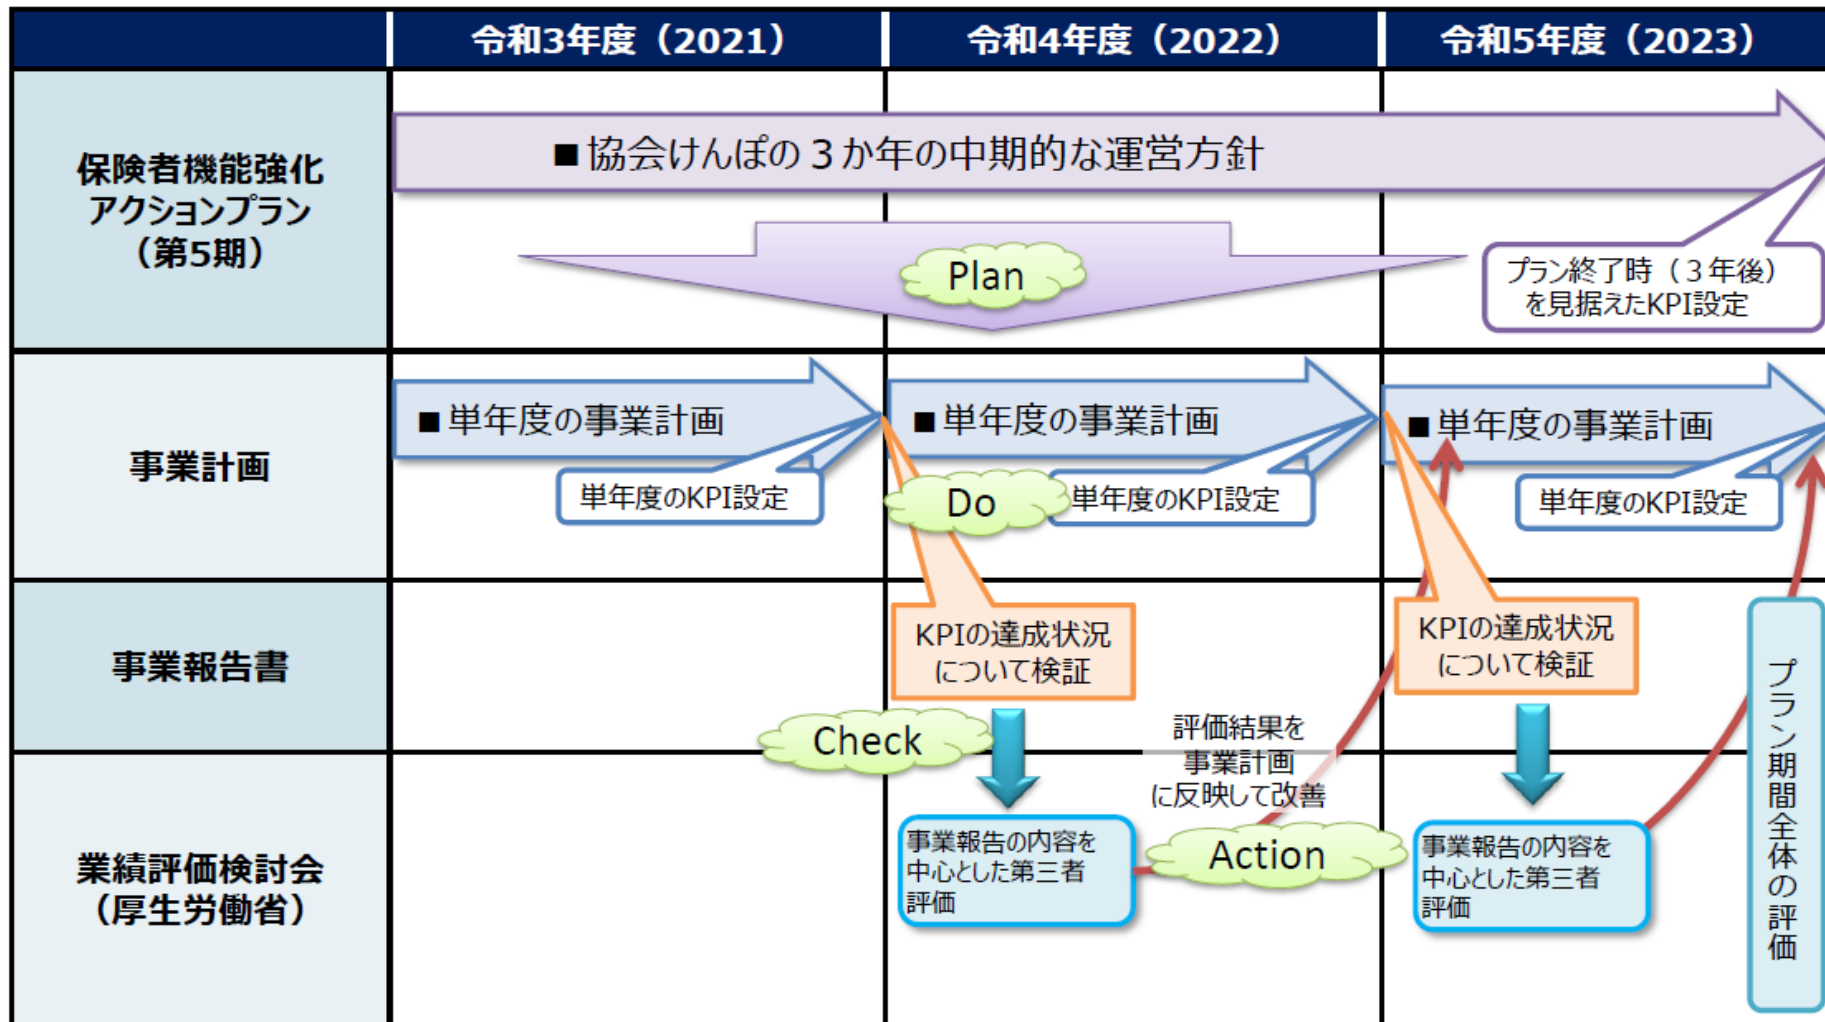 令和3年度（2021）
令和4年度（2022）
令和5年度（2023）
保険者機能強化
アクションプラン
（第5期）
■協会けんぽの３か年の中期的な運営方針
Plan
プラン終了時（３年後）
を見据えたKPI設定
事業計画
■単年度の事業計画
■単年度の事業計画
■単年度の事業計画
単年度のKPI設定
Do
単年度のKPI設定
単年度のKPI設定
事業報告書
KPIの達成状況
について検証
KPIの達成状況
について検証
Check
評価結果を
事業計画
に反映して改善
プラン期間全体の評価
業績評価検討会
（厚生労働省）
事業報告の内容を
中心とした第三者
評価
Action
事業報告の内容を
中心とした第三者
評価